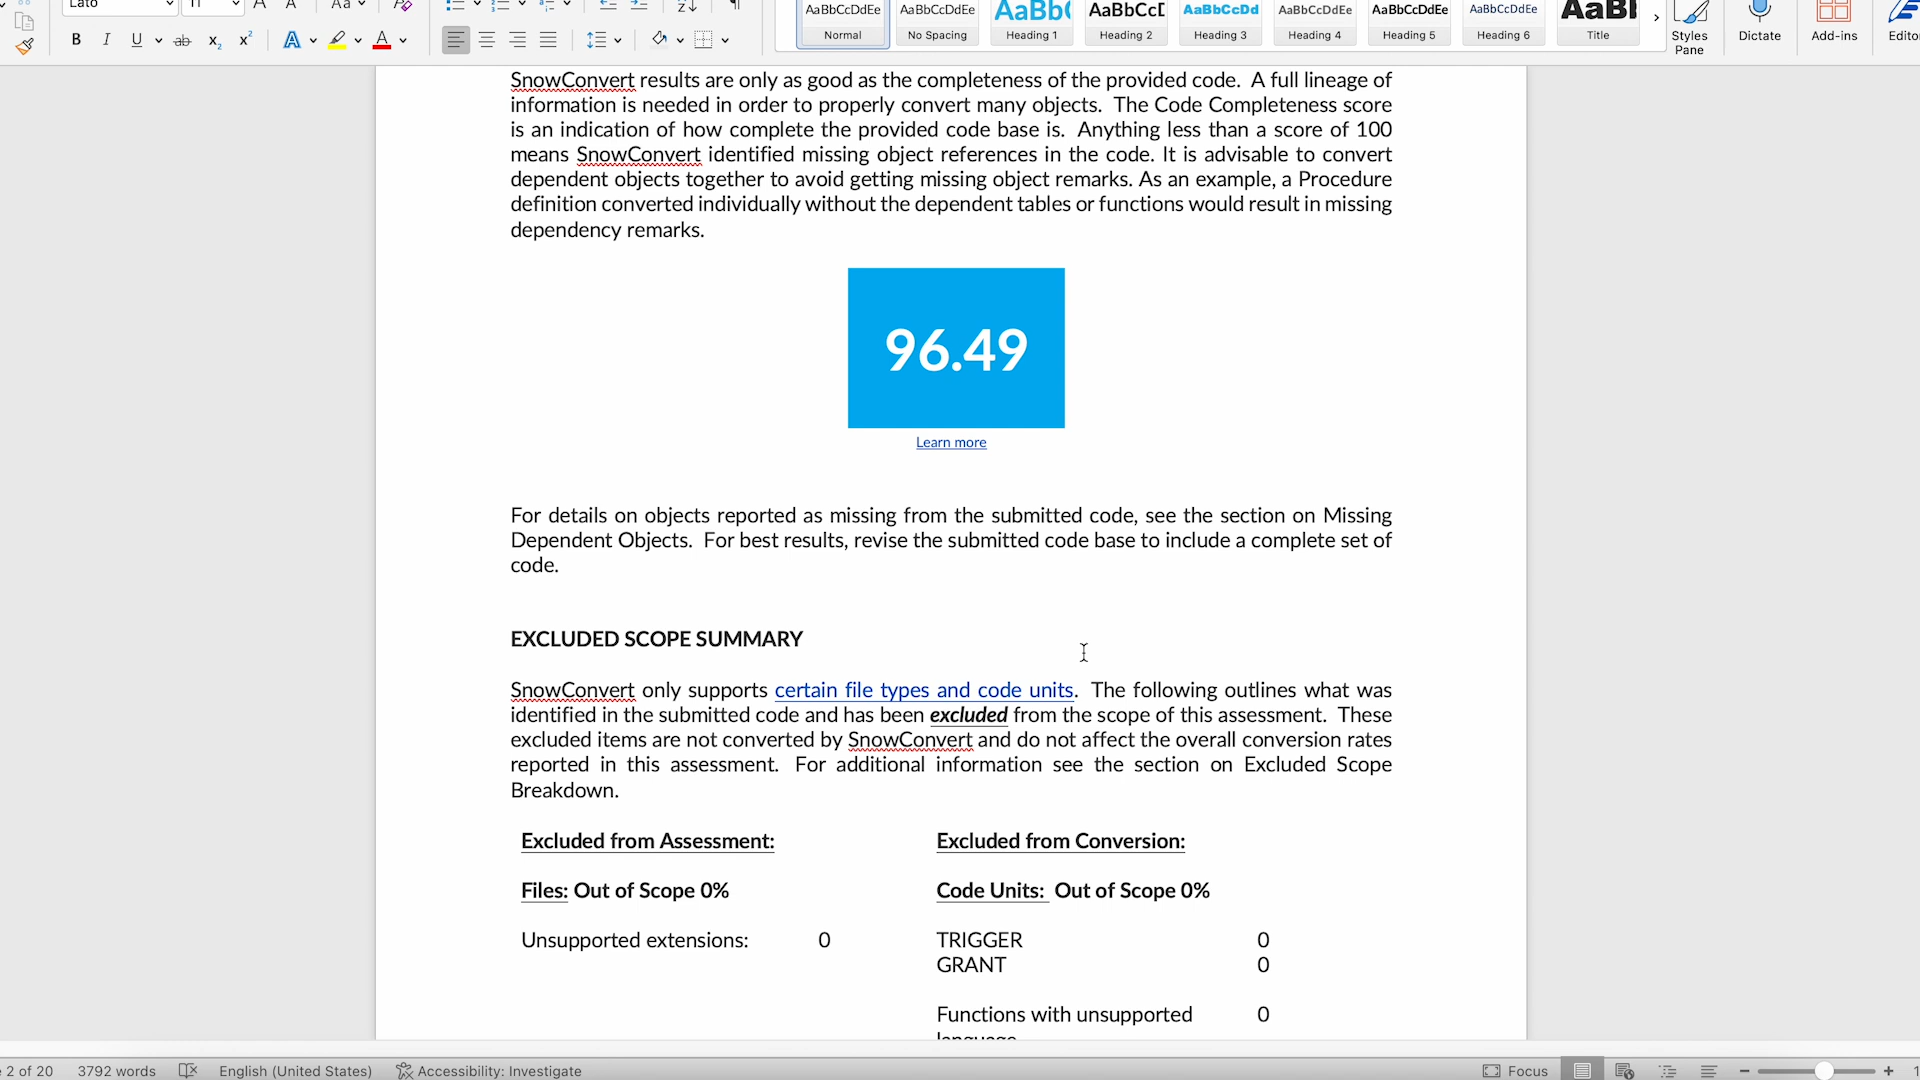 Lato 11 A A Aa
B I U ab x₂ x² A A
AaBbCcDdEe AaBbCcDdEe AaBb( AaBbCcD AaBbCcDd AaBbCcDdEe AaBbCcDdEe AaBbCcDdEe AaBl
Normal No Spacing Heading 1 Heading 2 Heading 3 Heading 4 Heading 5 Heading 6 Title
Styles Pane Dictate Add-ins Edito
SnowConvert results are only as good as the completeness of the provided code. A full lineage of
information is needed in order to properly convert many objects. The Code Completeness score
is an indication of how complete the provided code base is. Anything less than a score of 100
means SnowConvert identified missing object references in the code. It is advisable to convert
dependent objects together to avoid getting missing object remarks. As an example, a Procedure
definition converted individually without the dependent tables or functions would result in missing
dependency remarks.
96.49
Learn more
For details on objects reported as missing from the submitted code, see the section on Missing
Dependent Objects. For best results, revise the submitted code base to include a complete set of
code.
EXCLUDED SCOPE SUMMARY
SnowConvert only supports certain file types and code units. The following outlines what was
identified in the submitted code and has been excluded from the scope of this assessment. These
excluded items are not converted by SnowConvert and do not affect the overall conversion rates
reported in this assessment. For additional information see the section on Excluded Scope
Breakdown.
Excluded from Assessment: Excluded from Conversion:
Files: Out of Scope 0% Code Units: Out of Scope 0%
Unsupported extensions: 0 TRIGGER 0
GRANT 0
Functions with unsupported 0
language
2 of 20 3792 words English (United States) Accessibility: Investigate Focus